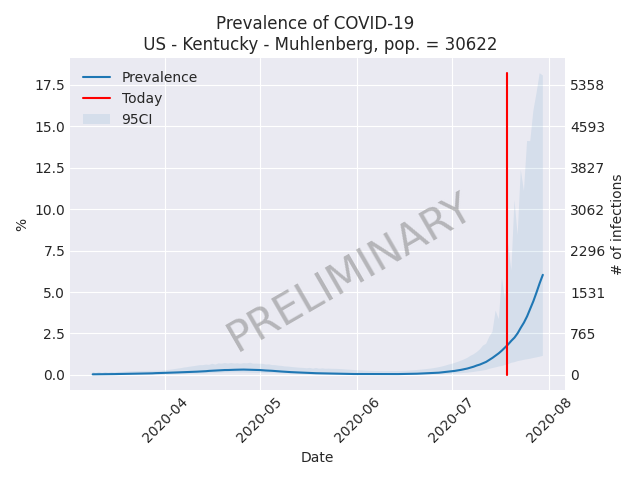 Prevalence of COVID-19
US - Kentucky - Muhlenberg, pop. = 30622
Prevalence
Today
95CI
17.5
15.0
12.5
10.0
7.5
5.0
2.5
0.0
%
5358
4593
3827
3062
2296
1531
765
0
# of infections
PRELIMINARY
2020-04
2020-05
2020-06
2020-07
2020-08
Date